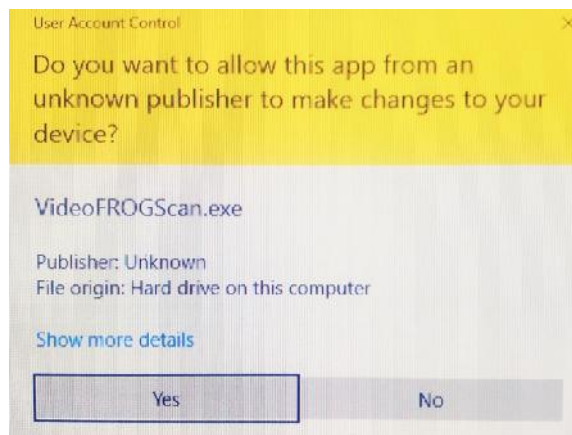 User Account Control
Do you want to allow this app from an
unknown publisher to make changes to your
device?
VideoFROGScan.exe
Publisher: Unknown
File origin: Hard drive on this computer
Show more details
Yes
No